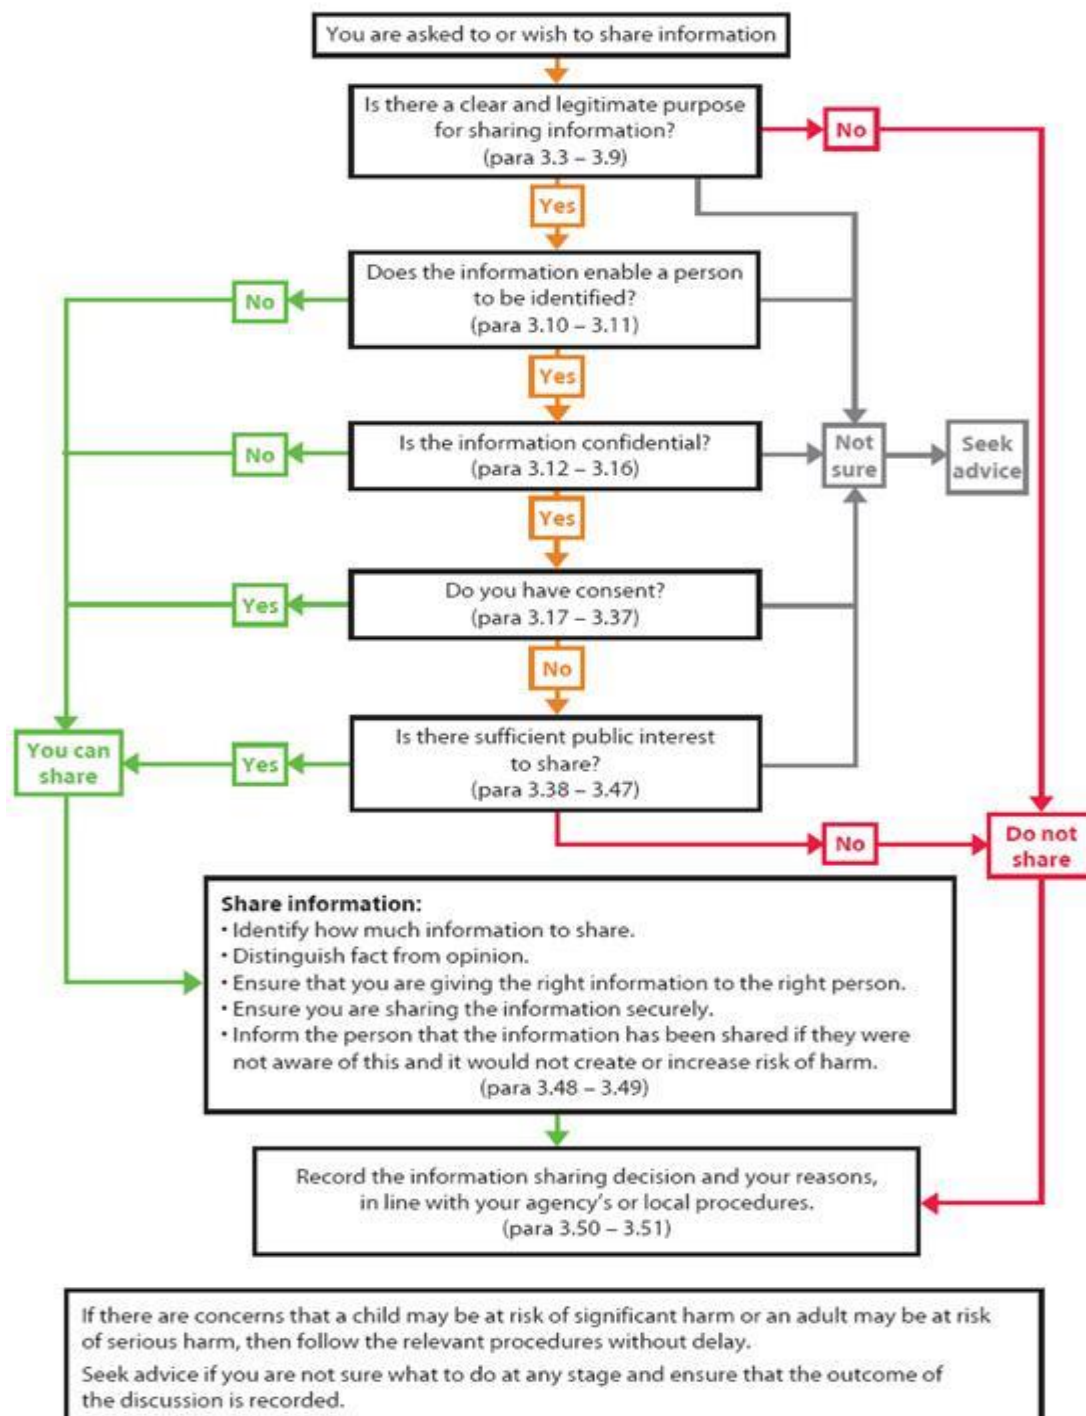 You are asked to or wish to share information
Is there a clear and legitimate purpose
for sharing information?
(para 3.3 – 3.9)
No
Yes
Does the information enable a person
to be identified?
(para 3.10 – 3.11)
No
Yes
Is the information confidential?
(para 3.12 – 3.16)
No
Not
sure
Seek
advice
Yes
Do you have consent?
(para 3.17 – 3.37)
Yes
No
Is there sufficient public interest
to share?
(para 3.38 – 3.47)
Yes
You can
share
No
Do not
share
Share information:
• Identify how much information to share.
• Distinguish fact from opinion.
• Ensure that you are giving the right information to the right person.
• Ensure you are sharing the information securely.
• Inform the person that the information has been shared if they were
not aware of this and it would not create or increase risk of harm.
(para 3.48 – 3.49)
Record the information sharing decision and your reasons,
in line with your agency's or local procedures.
(para 3.50 – 3.51)
If there are concerns that a child may be at risk of significant harm or an adult may be at risk
of serious harm, then follow the relevant procedures without delay.
Seek advice if you are not sure what to do at any stage and ensure that the outcome of
the discussion is recorded.